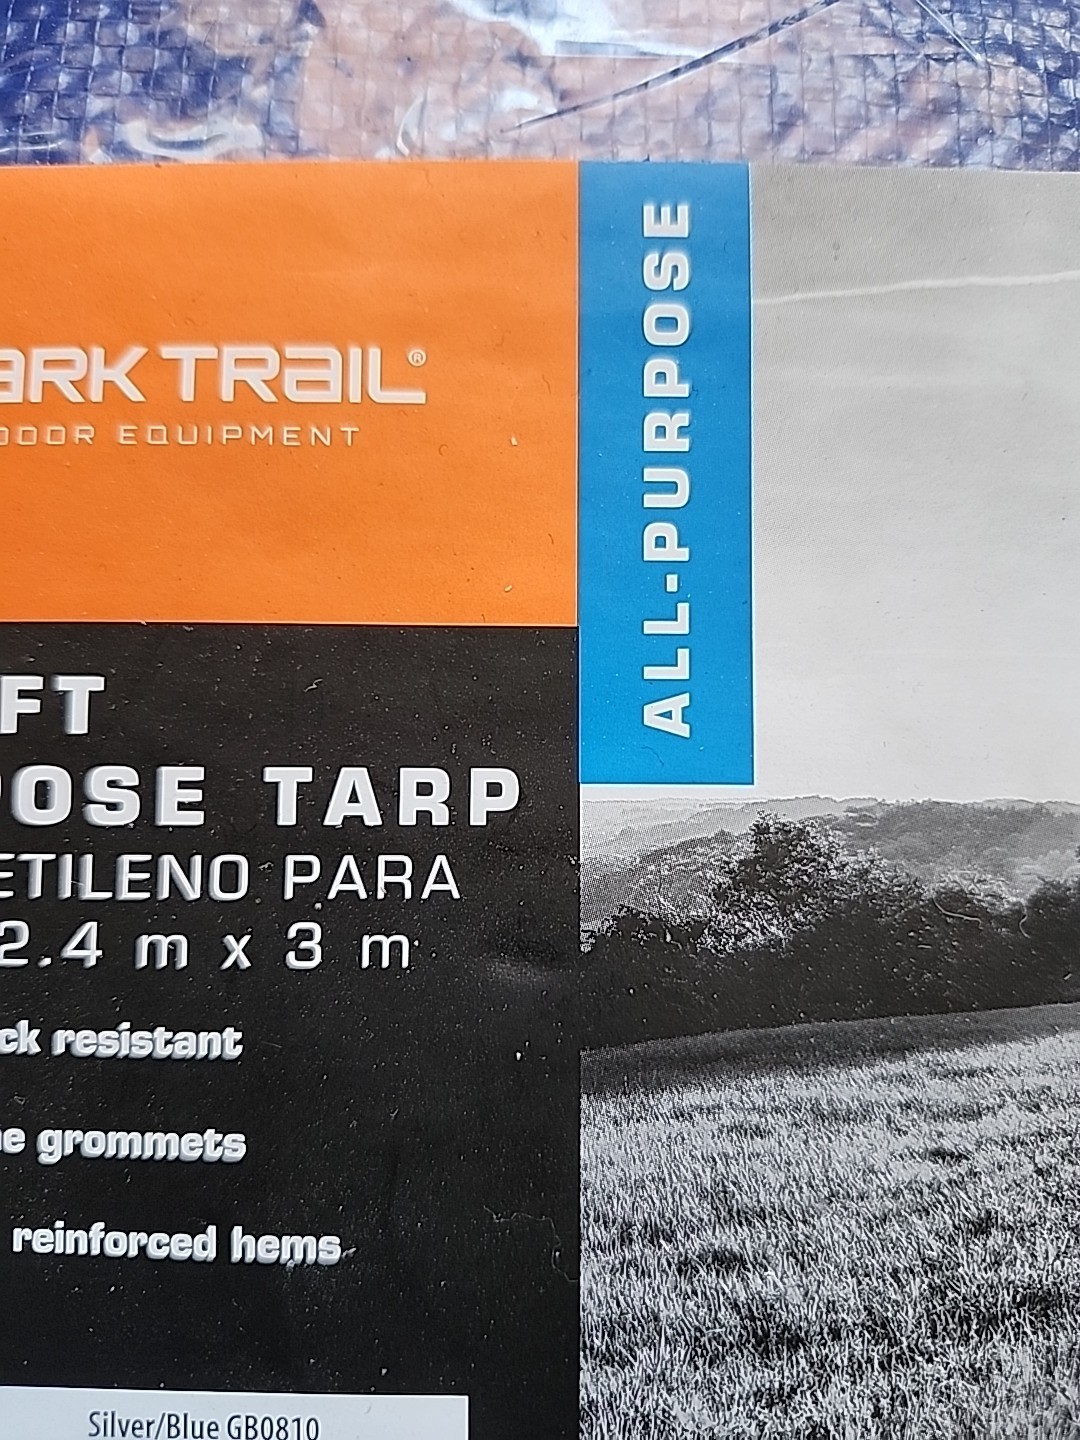 ARK TRAIL®
DOOR EQUIPMENT
ALL-PURPOSE
FT
OSE TARP
ETILENO PARA
2.4 m x 3 m
ck resistant
grommets
reinforced hems
Silver/Blue GB0810